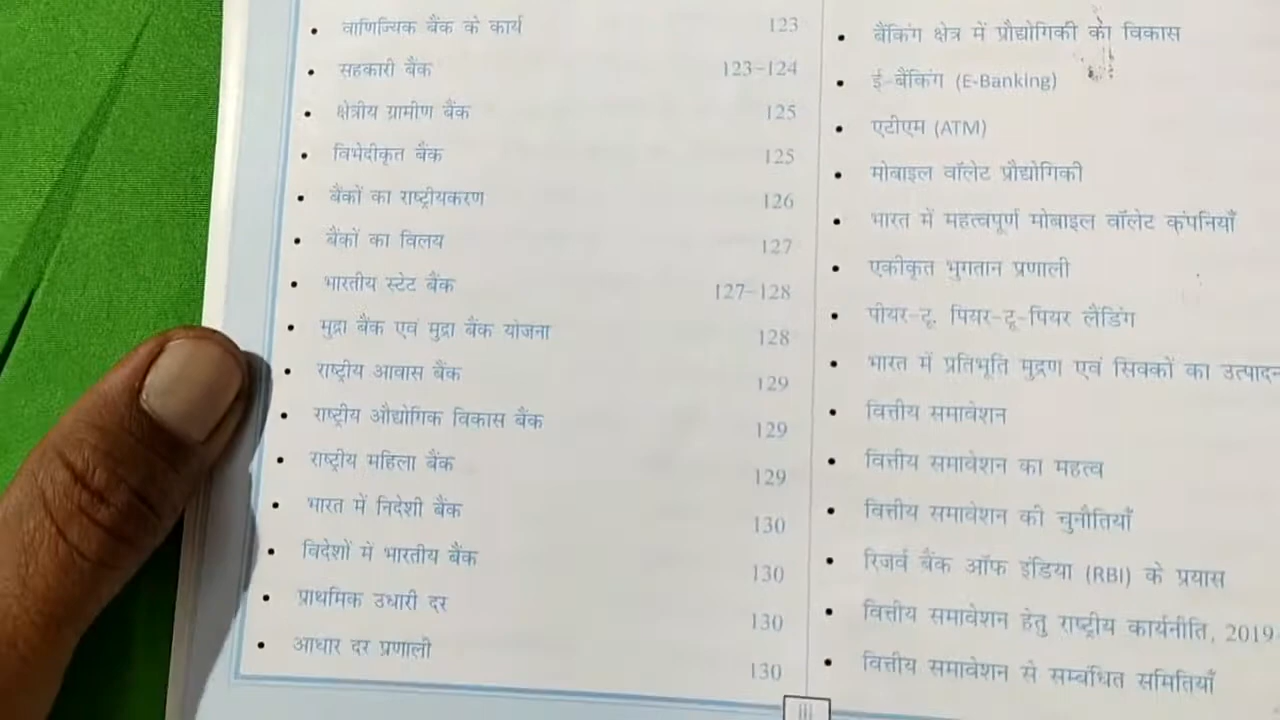 • वाणिज्यिक बैंक के कार्य 123
• सहकारी बैंक 123-124
• क्षेत्रीय ग्रामीण बैंक 125
• विभेदीकृत बैंक 125
• बैंकों का राष्ट्रीयकरण 126
• बैंकों का विलय 127
• भारतीय स्टेट बैंक 127-128
• मुद्रा बैंक एवं मुद्रा बैंक योजना 128
• राष्ट्रीय आवास बैंक 129
• राष्ट्रीय औद्योगिक विकास बैंक 129
• राष्ट्रीय महिला बैंक 129
• भारत में निदेशी बैंक 130
• विदेशों में भारतीय बैंक 130
• प्राथमिक उधारी दर 130
• आधार दर प्रणाली 130
• बैंकिंग क्षेत्र में प्रौद्योगिकी का विकास
• ई-बैंकिंग (E-Banking)
• एटीएम (ATM)
• मोबाइल वॉलेट प्रौद्योगिकी
• भारत में महत्वपूर्ण मोबाइल वॉलेट कंपनियाँ
• एकीकृत भुगतान प्रणाली
• पीयर-टू, पियर-टू-पियर लैंडिंग
• भारत में प्रतिभूति मुद्रण एवं सिक्कों का उत्पादन
• वित्तीय समावेशन
• वित्तीय समावेशन का महत्व
• वित्तीय समावेशन की चुनौतियाँ
• रिजर्व बैंक ऑफ इंडिया (RBI) के प्रयास
• वित्तीय समावेशन हेतु राष्ट्रीय कार्यनीति, 2019
• वित्तीय समावेशन से सम्बंधित समितियाँ
iii